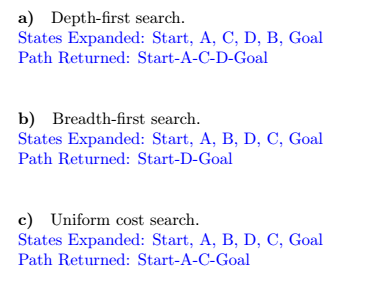 a) Depth-first search.
States Expanded: Start, A, C, D, B, Goal
Path Returned: Start-A-C-D-Goal
b) Breadth-first search.
States Expanded: Start, A, B, D, C, Goal
Path Returned: Start-D-Goal
c) Uniform cost search.
States Expanded: Start, A, B, D, C, Goal
Path Returned: Start-A-C-Goal